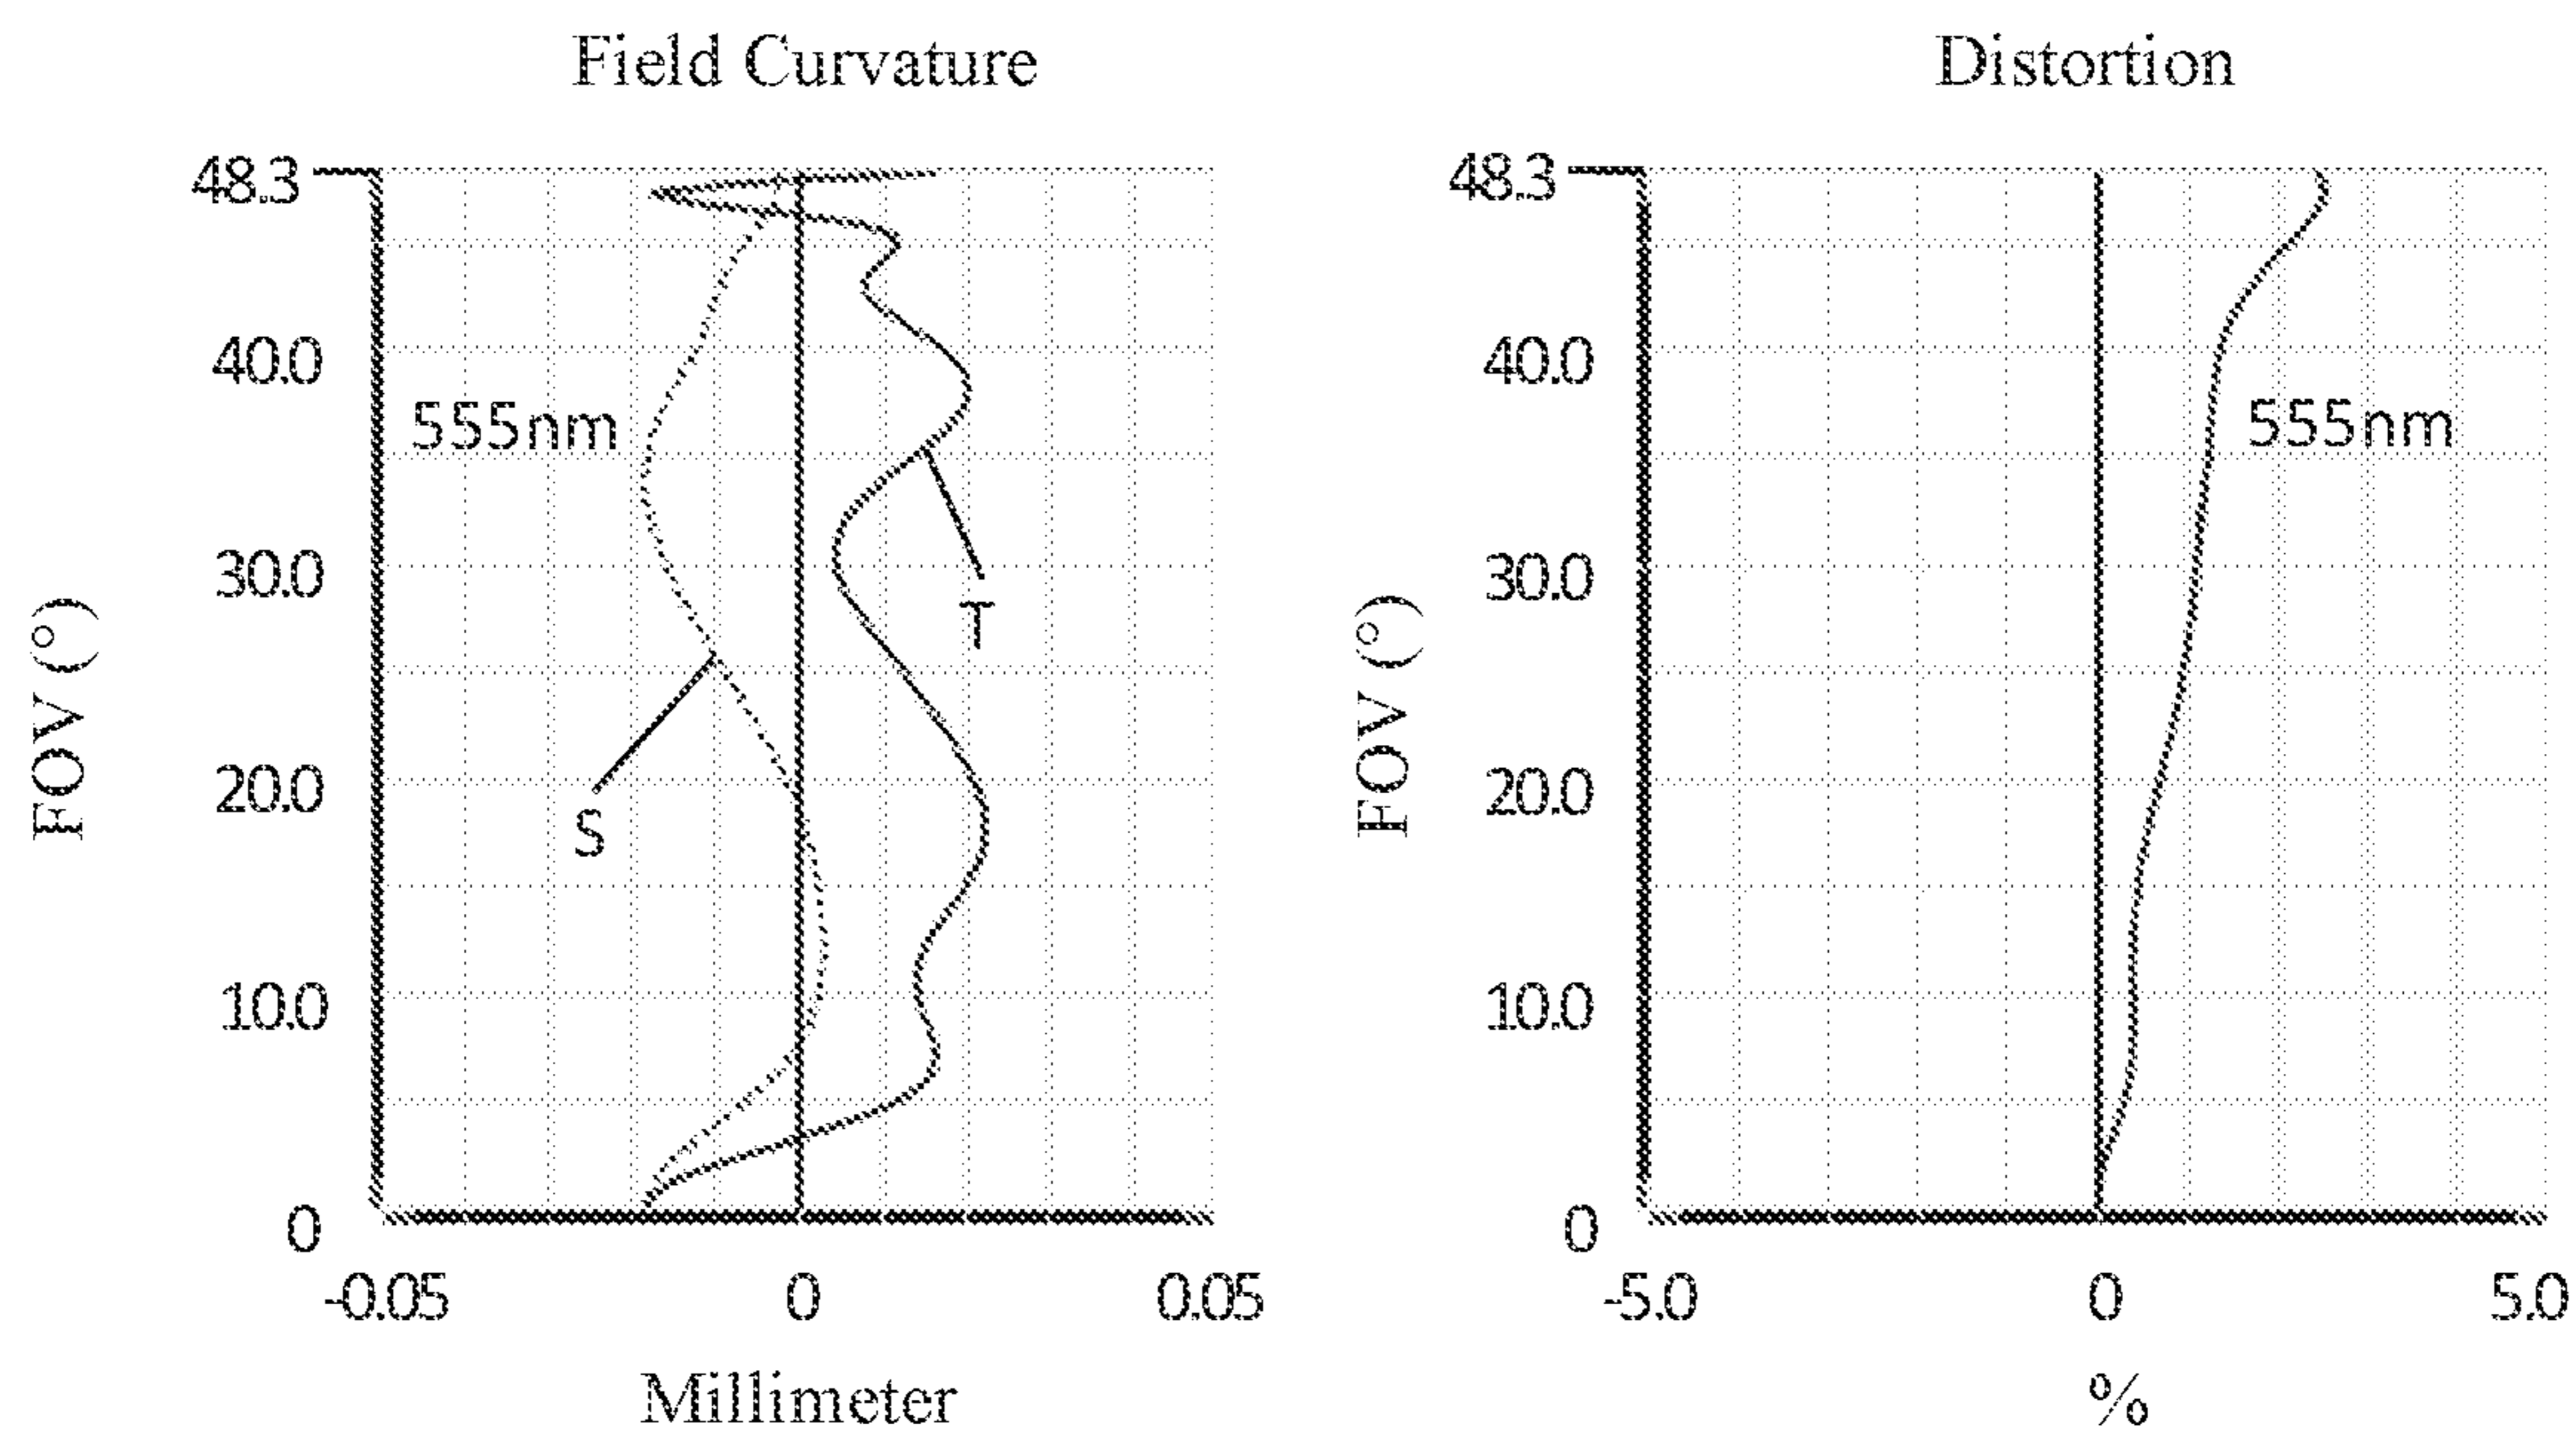 Field Curvature
48.3
40.0
555nm
30.0
T
FOV (°)
20.0
S
10.0
0
-0.05 0 0.05
Millimeter
Distortion
48.3
40.0
555nm
30.0
FOV (°)
20.0
10.0
0
-5.0 0 5.0
%